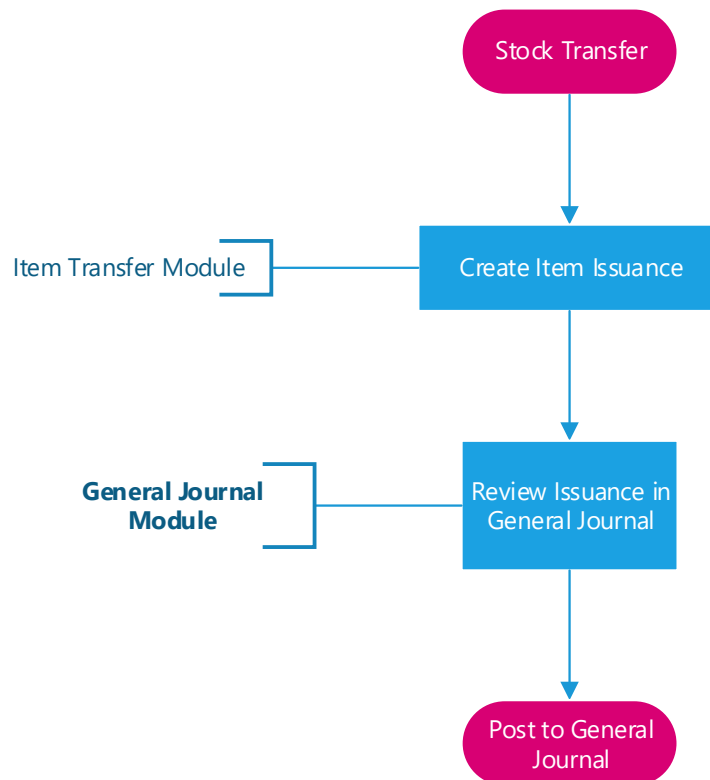 Stock Transfer
Item Transfer Module
Create Item Issuance
General Journal
Module
Review Issuance in
General Journal
Post to General
Journal